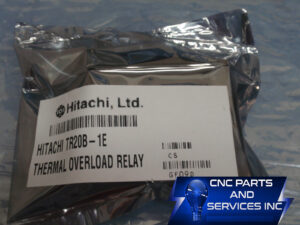 Hitachi, Ltd.
HITACHI TR20B-1E
THERMAL OVERLOAD RELAY
CS
CNC PARTS
AND
SERVICES INC